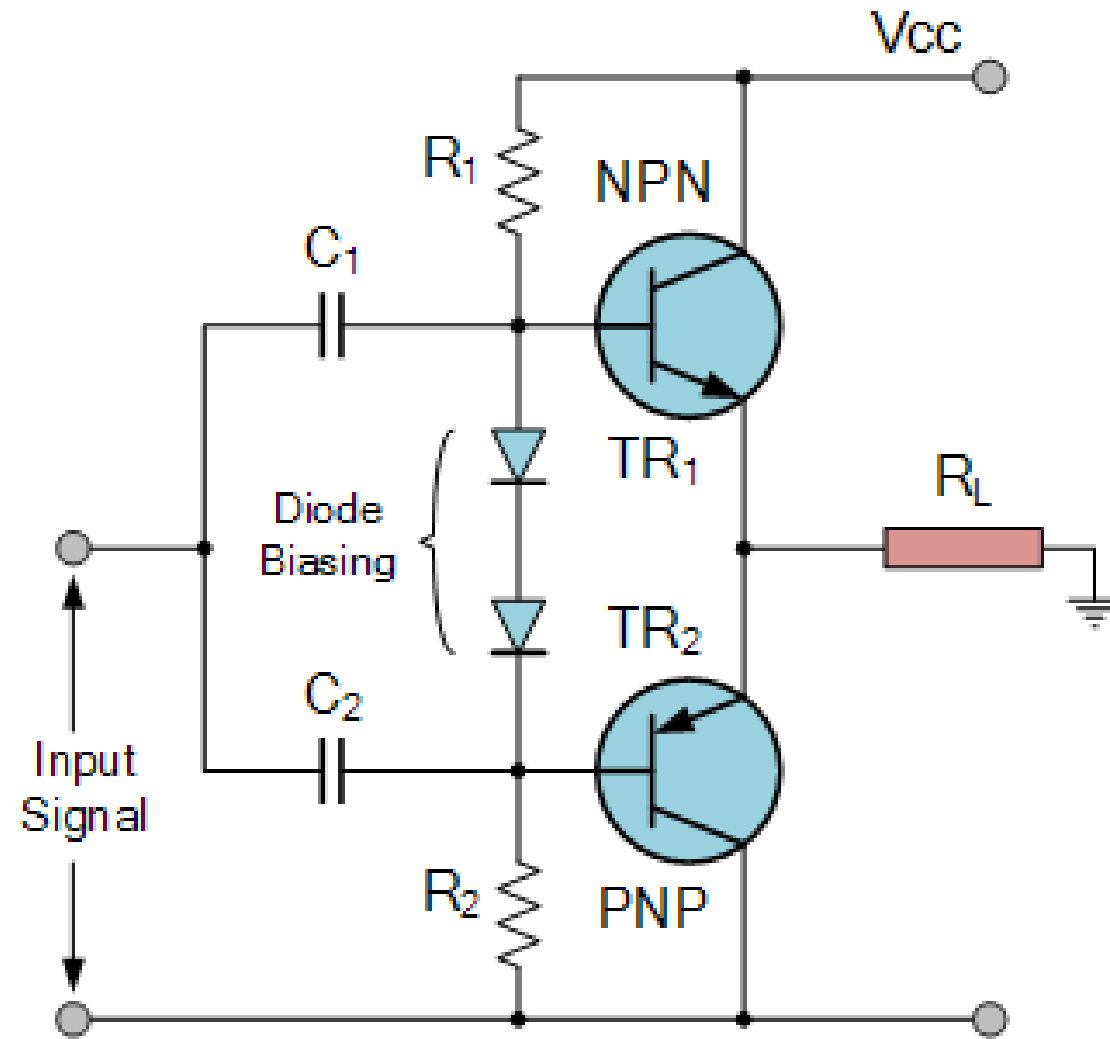 Vcc
R1
NPN
C1
TR1
RL
Diode
Biasing
TR2
C2
Input
Signal
R2
PNP